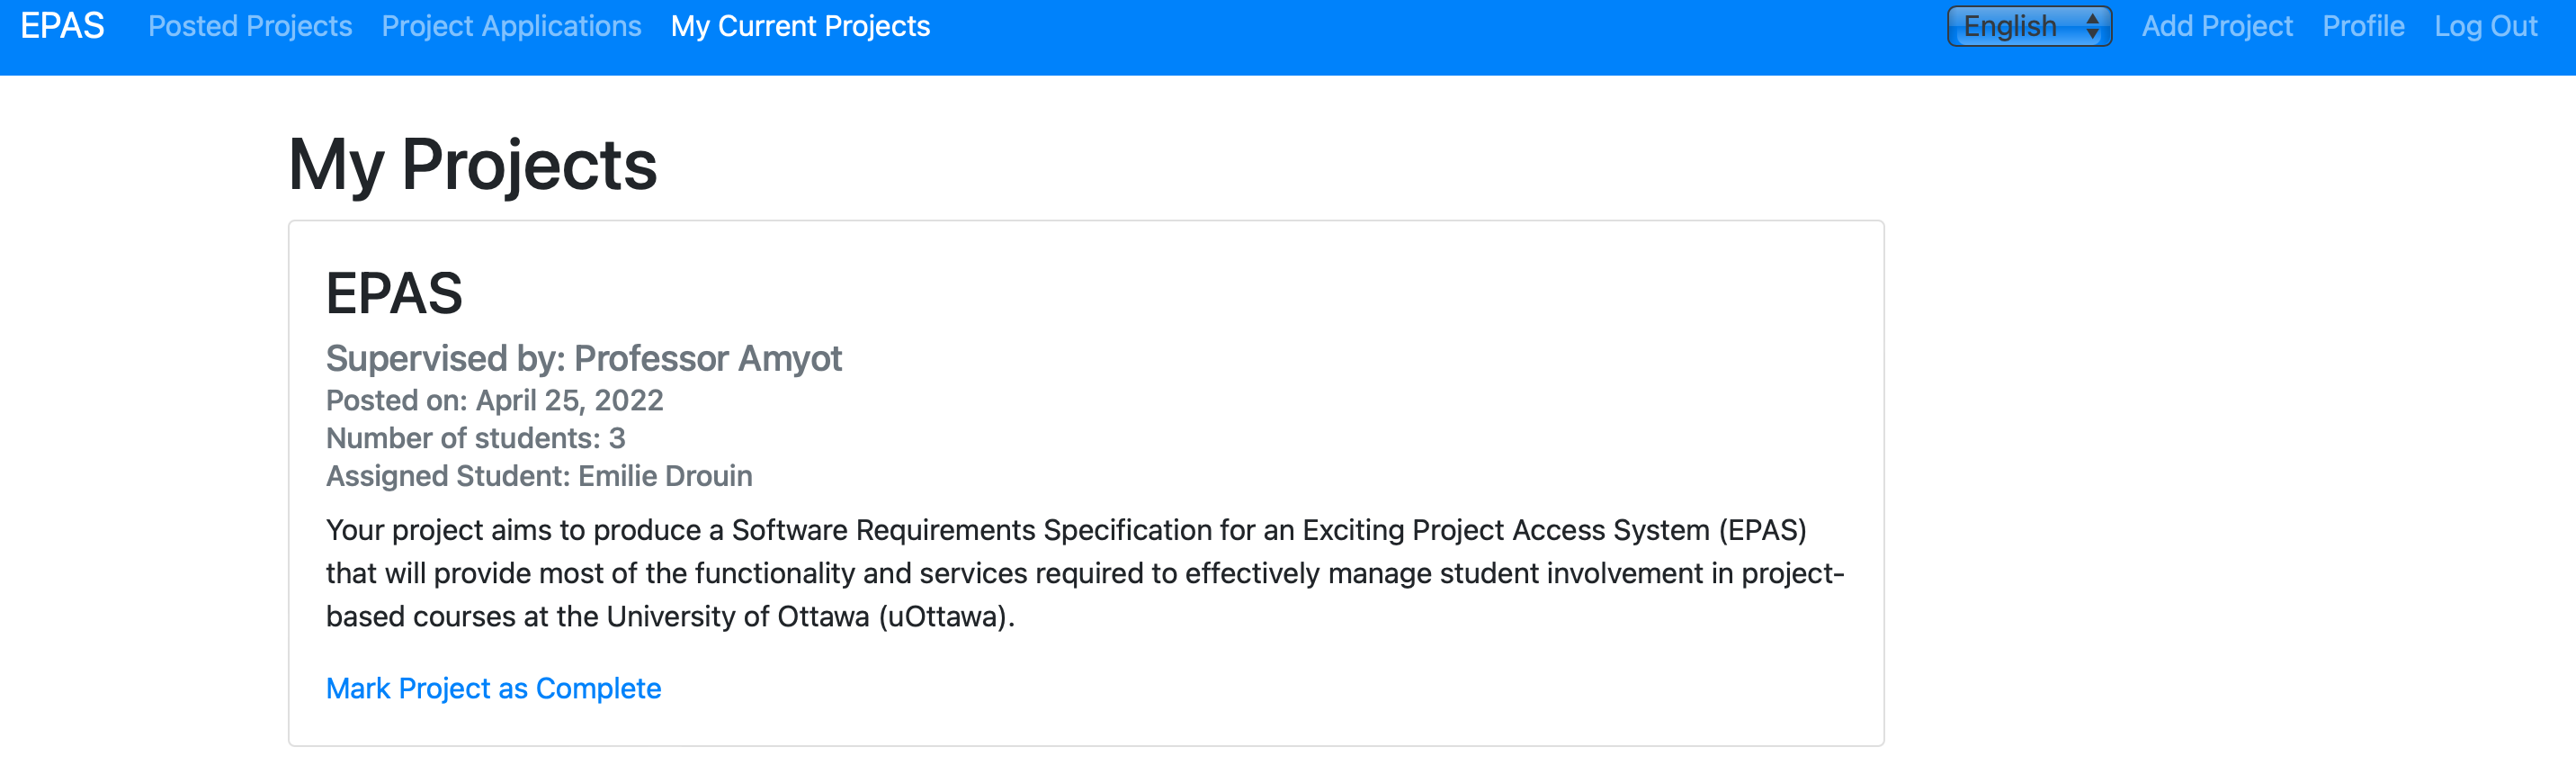 EPAS Posted Projects Project Applications My Current Projects English Add Project Profile Log Out
My Projects
EPAS
Supervised by: Professor Amyot
Posted on: April 25, 2022
Number of students: 3
Assigned Student: Emilie Drouin
Your project aims to produce a Software Requirements Specification for an Exciting Project Access System (EPAS)
that will provide most of the functionality and services required to effectively manage student involvement in project-
based courses at the University of Ottawa (uOttawa).
Mark Project as Complete